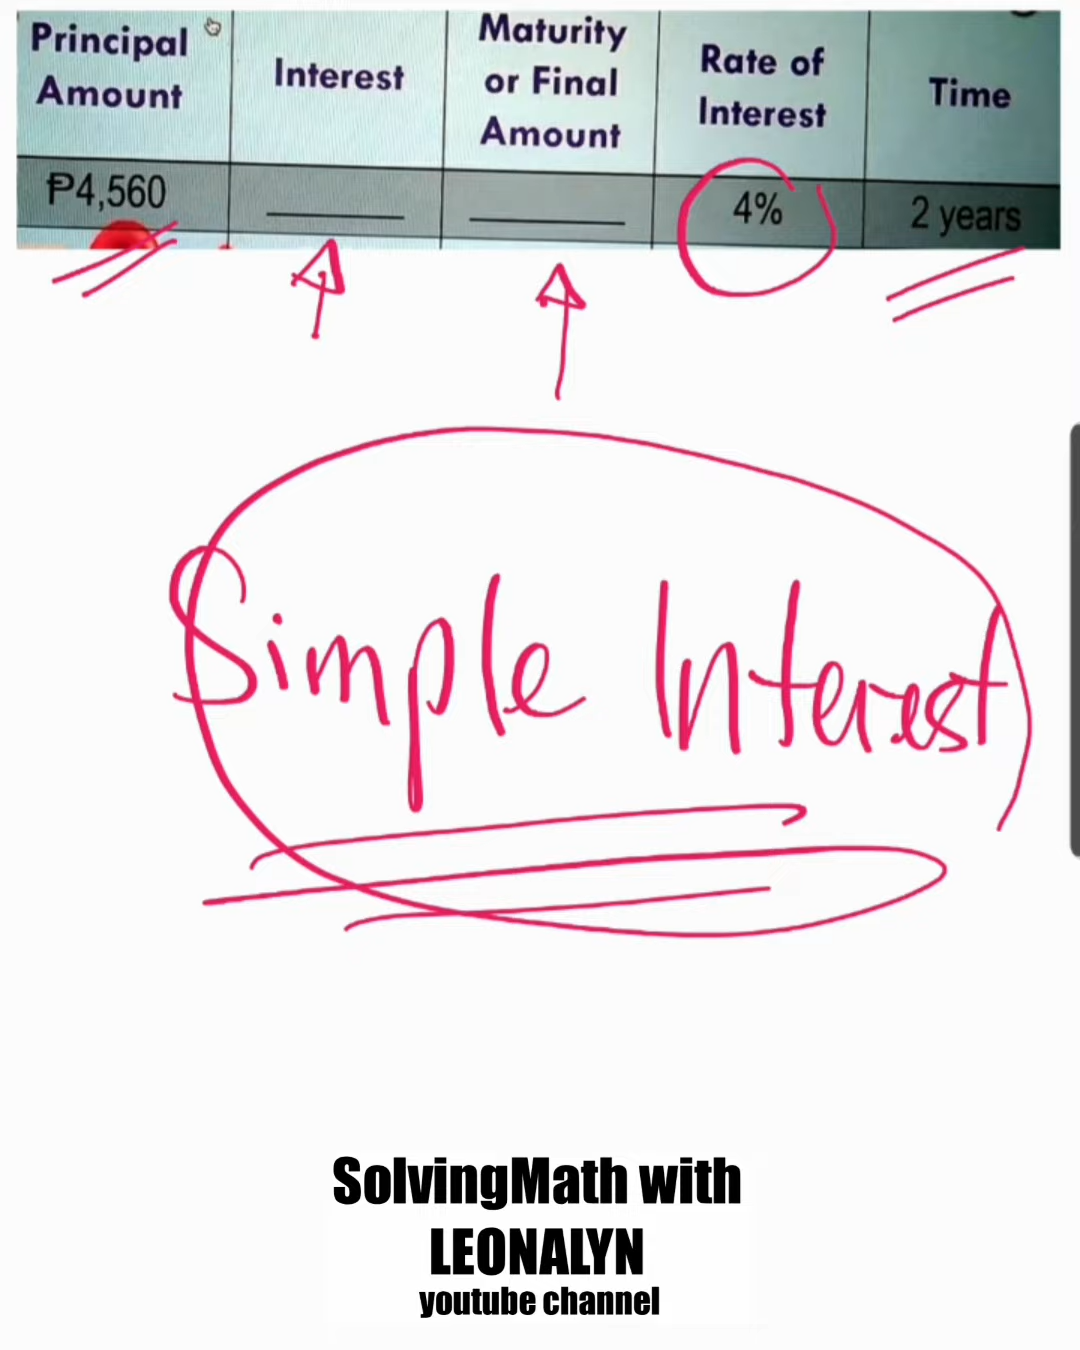 Principal Amount
Interest
Maturity or Final Amount
Rate of Interest
Time
₱4,560
4%
2 years
Simple Interest
SolvingMath with
LEONALYN
youtube channel